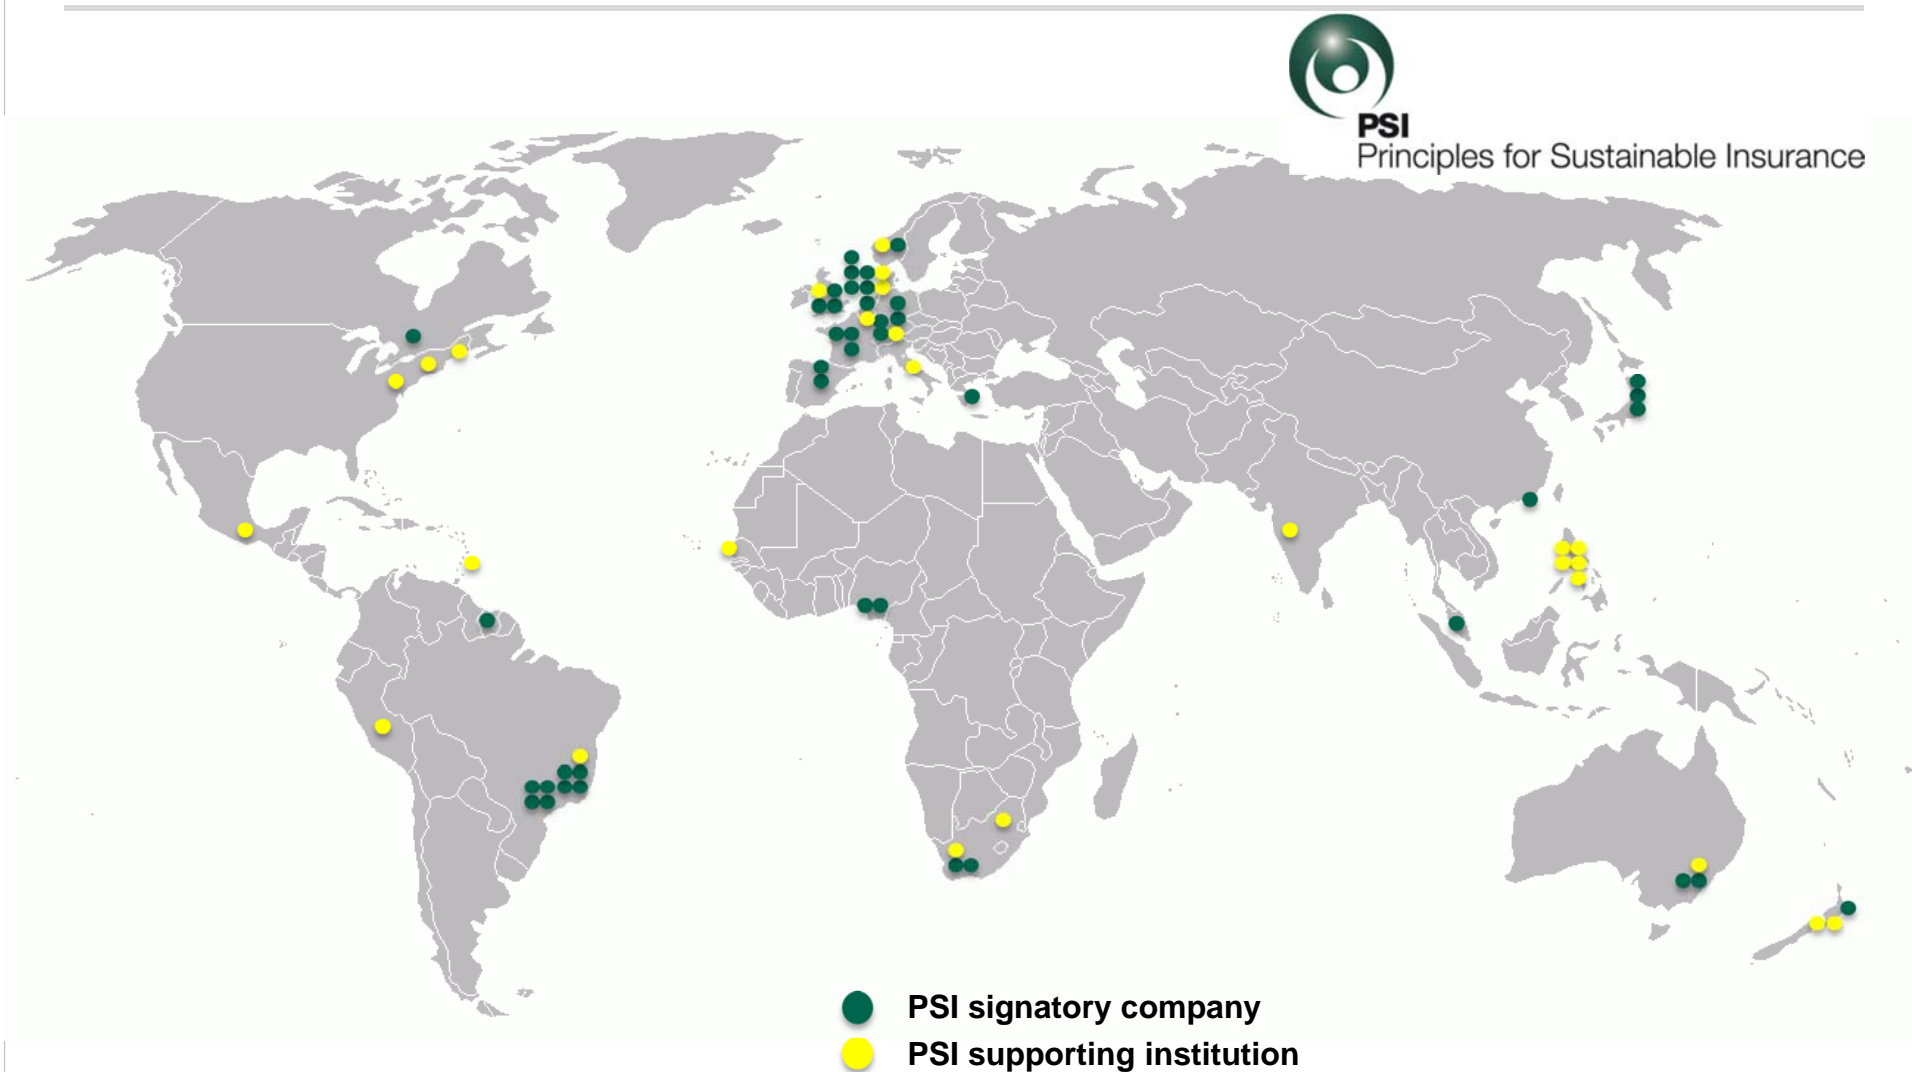 PSI
Principles for Sustainable Insurance
PSI signatory company
PSI supporting institution